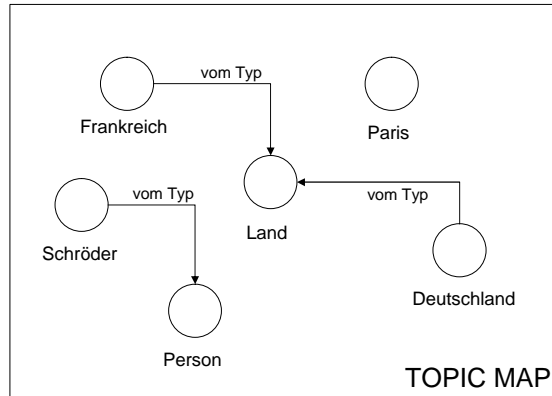 vom Typ
Frankreich
Paris
vom Typ
vom Typ
Land
Schröder
Deutschland
Person
TOPIC MAP